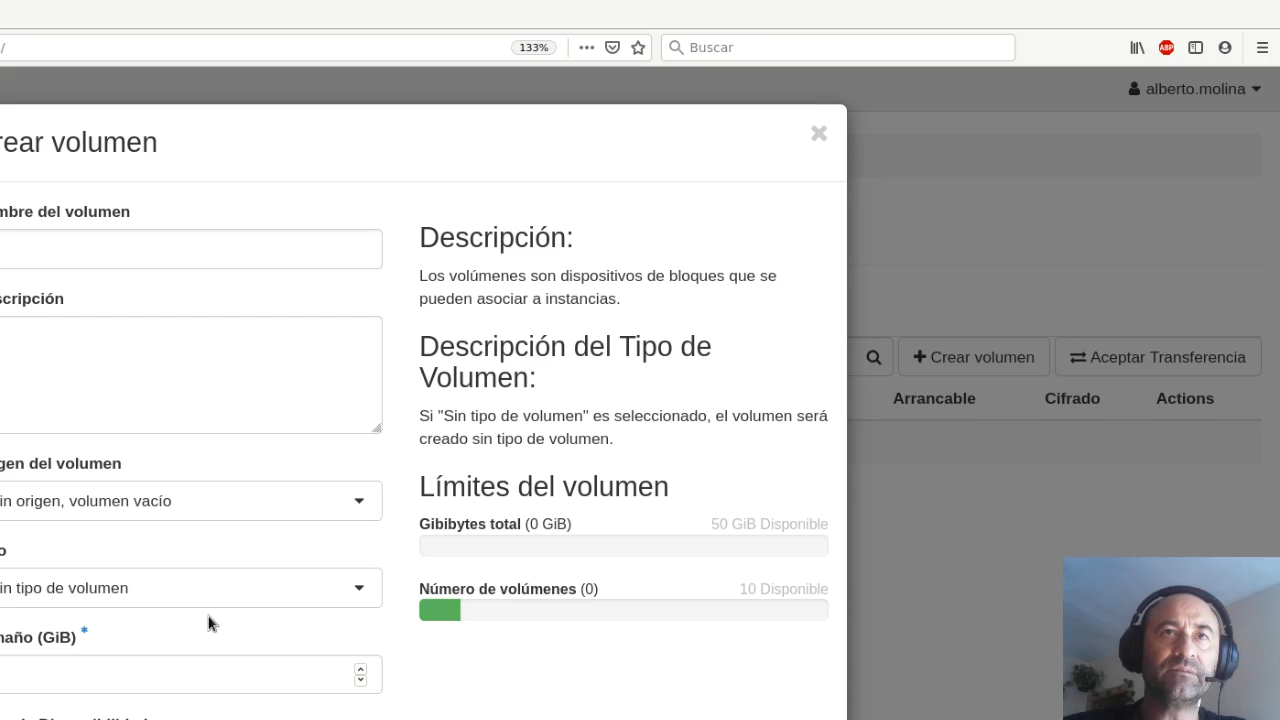 /
133%
Buscar
ABP
alberto.molina
rear volumen
mbre del volumen
scripción
gen del volumen
in origen, volumen vacío
o
in tipo de volumen
naño (GiB) *
Descripción:
Los volúmenes son dispositivos de bloques que se
pueden asociar a instancias.
Descripción del Tipo de
Volumen:
Si "Sin tipo de volumen" es seleccionado, el volumen será
creado sin tipo de volumen.
Límites del volumen
Gibibytes total (0 GiB) 50 GiB Disponible
Número de volúmenes (0) 10 Disponible
Crear volumen Aceptar Transferencia
Arrancable Cifrado Actions